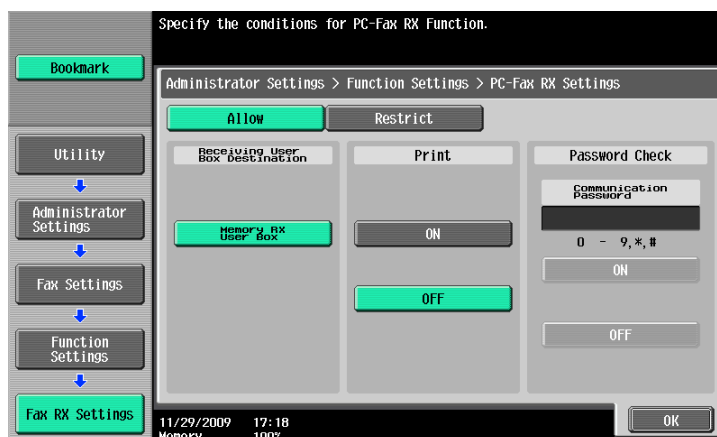 Specify the conditions for PC-Fax RX Function.
Bookmark
Administrator Settings > Function Settings > PC-Fax RX Settings
Allow
Restrict
Utility
Administrator
Settings
Fax Settings
Function
Settings
Fax RX Settings
Receiving User
Box Destination
Memory RX
User Box
Print
ON
OFF
Password Check
Communication
Password
0 - 9,*,#
ON
OFF
11/29/2009 17:18
Memory 100%
OK